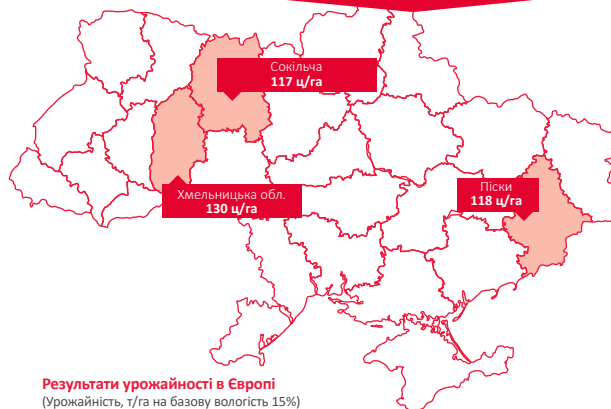 Сокільча
117 ц/га
Хмельницька обл.
130 ц/га
Піски
118 ц/га
Результати урожайності в Європі
(Урожайність, т/га на базову вологість 15%)